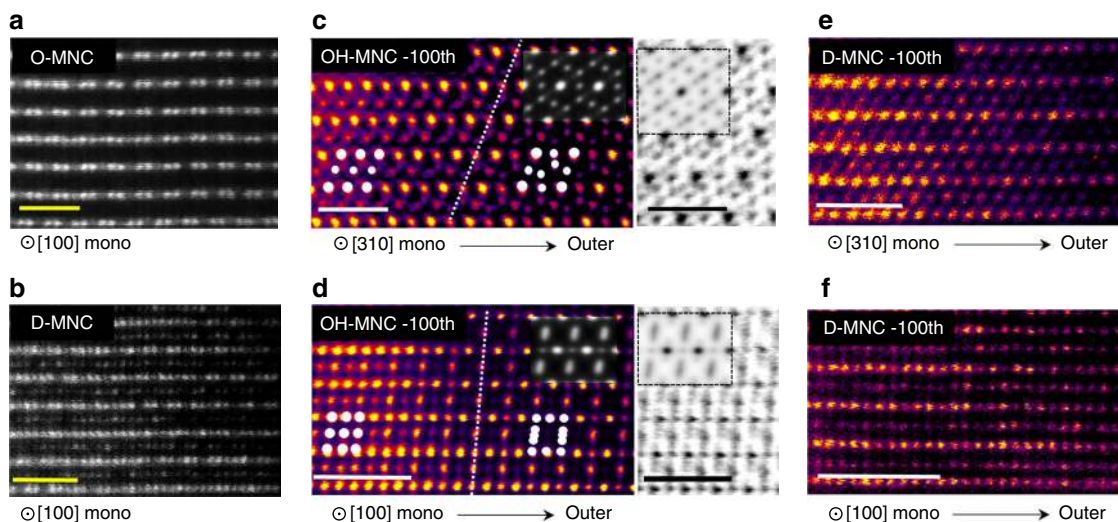 a
O-MNC
⊙[100] mono
b
D-MNC
⊙[100] mono
c
OH-MNC -100th
⊙[310] mono → Outer
d
OH-MNC -100th
⊙[100] mono → Outer
e
D-MNC -100th
⊙[310] mono → Outer
f
D-MNC -100th
⊙[100] mono → Outer